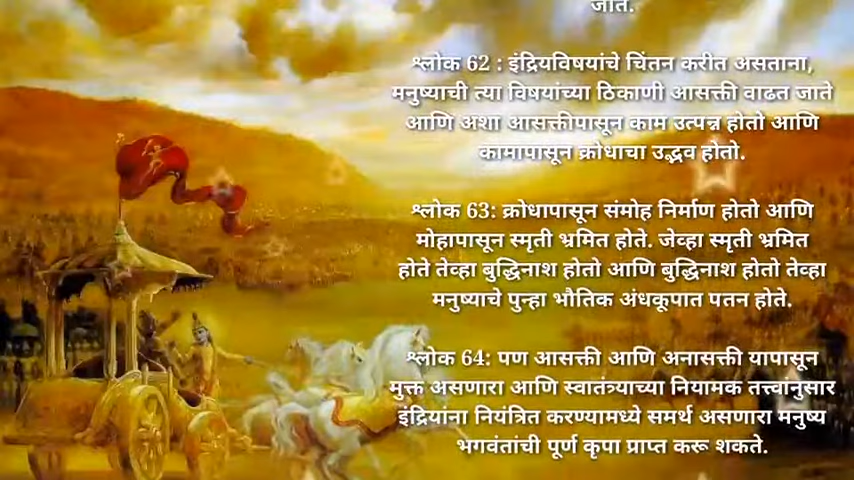 जाते.
श्लोक 62 : इंद्रियविषयांचे चिंतन करीत असताना,
मनुष्याची त्या विषयांच्या ठिकाणी आसक्ती वाढत जाते
आणि अशा आसक्तीपासून काम उत्पन्न होतो आणि
कामापासून क्रोधाचा उद्भव होतो.
श्लोक 63: क्रोधापासून संमोह निर्माण होतो आणि
मोहापासून स्मृती भ्रमित होते. जेव्हा स्मृती भ्रमित
होते तेव्हा बुद्धिनाश होतो आणि बुद्धिनाश होतो तेव्हा
मनुष्याचे पुन्हा भौतिक अंधकूपात पतन होते.
श्लोक 64: पण आसक्ती आणि अनासक्ती यापासून
मुक्त असणारा आणि स्वातंत्र्याच्या नियामक तत्त्वांनुसार
इंद्रियांना नियंत्रित करण्यामध्ये समर्थ असणारा मनुष्य
भगवंतांची पूर्ण कृपा प्राप्त करू शकते.